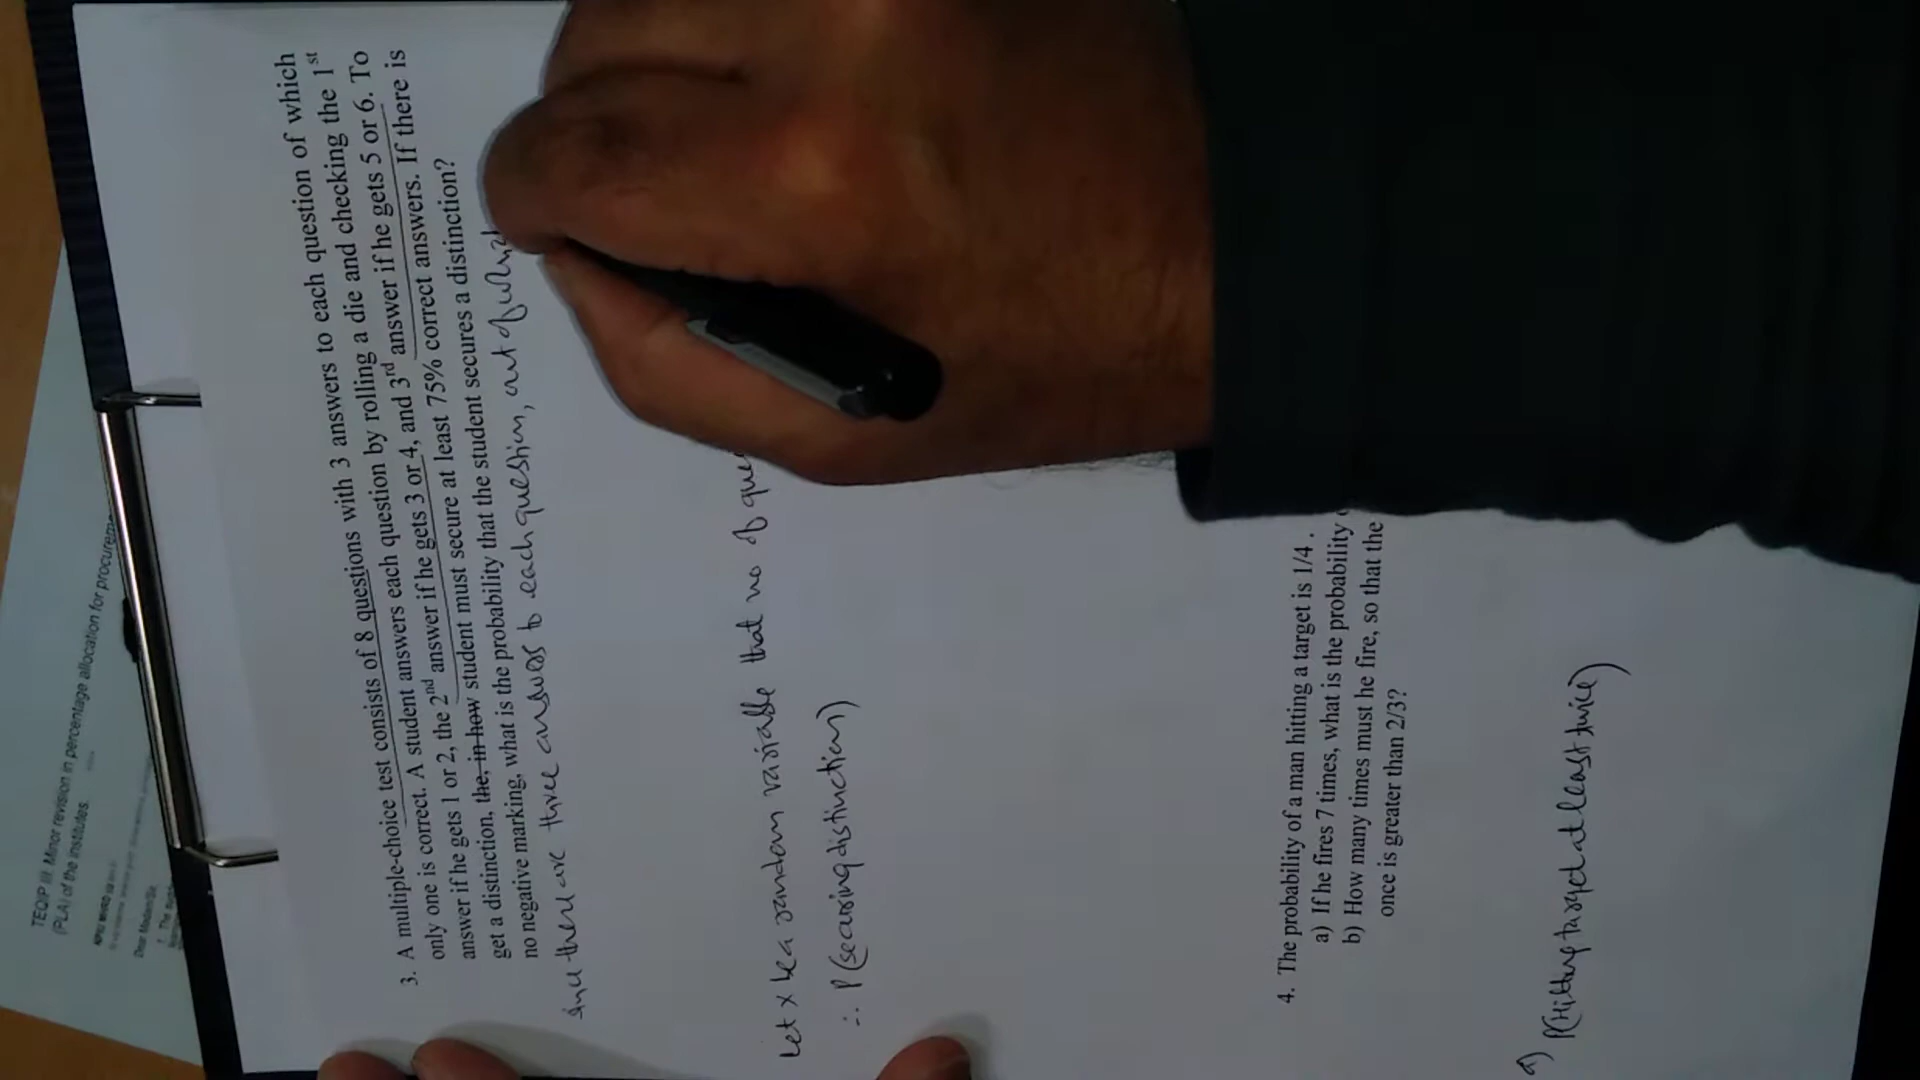 TEQIP III. Minor revision in percentage allocation for procurement
(PLA) of the institutes.
Dear Madam/Sir,
3. A multiple-choice test consists of 8 questions with 3 answers to each question of which
only one is correct. A student answers each question by rolling a die and checking the 1st
answer if he gets 1 or 2, the 2nd answer if he gets 3 or 4, and 3rd answer if he gets 5 or 6. To
get a distinction, the, in how student must secure at least 75% correct answers. If there is
no negative marking, what is the probability that the student secures a distinction?
Since there are three answers to each question, out of which
Let x be a random variable that no of que
∴ P(securing distinction)
4. The probability of a man hitting a target is 1/4 .
a) If he fires 7 times, what is the probability
b) How many times must he fire, so that the
once is greater than 2/3?
a) P(Hitting target at least twice)